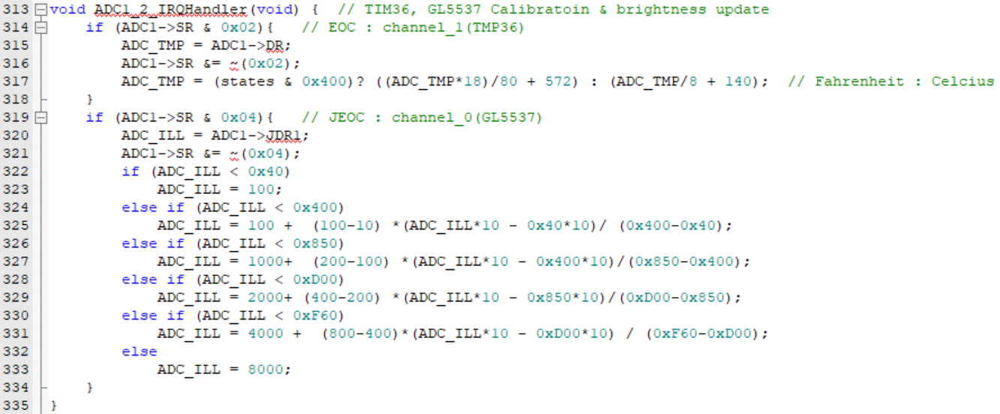 313 void ADC1_2_IRQHandler(void) {  // TIM36, GL5537 Calibratoin & brightness update
314     if (ADC1->SR & 0x02){   // EOC : channel_1(TMP36)
315         ADC_TMP = ADC1->DR;
316         ADC1->SR &= ~(0x02);
317         ADC_TMP = (states & 0x400)? ((ADC_TMP*18)/80 + 572) : (ADC_TMP/8 + 140);  // Fahrenheit : Celcius
318     }
319     if (ADC1->SR & 0x04){   // JEOC : channel_0(GL5537)
320         ADC_ILL = ADC1->JDR1;
321         ADC1->SR &= ~(0x04);
322         if (ADC_ILL < 0x40)
323             ADC_ILL = 100;
324         else if (ADC_ILL < 0x400)
325             ADC_ILL = 100 +  (100-10) *(ADC_ILL*10 - 0x40*10)/ (0x400-0x40);
326         else if (ADC_ILL < 0x850)
327             ADC_ILL = 1000+  (200-100) *(ADC_ILL*10 - 0x400*10)/(0x850-0x400);
328         else if (ADC_ILL < 0xD00)
329             ADC_ILL = 2000+ (400-200) *(ADC_ILL*10 - 0x850*10)/(0xD00-0x850);
330         else if (ADC_ILL < 0xF60)
331             ADC_ILL = 4000 +  (800-400)*(ADC_ILL*10 - 0xD00*10) / (0xF60-0xD00);
332         else
333             ADC_ILL = 8000;
334     }
335 }